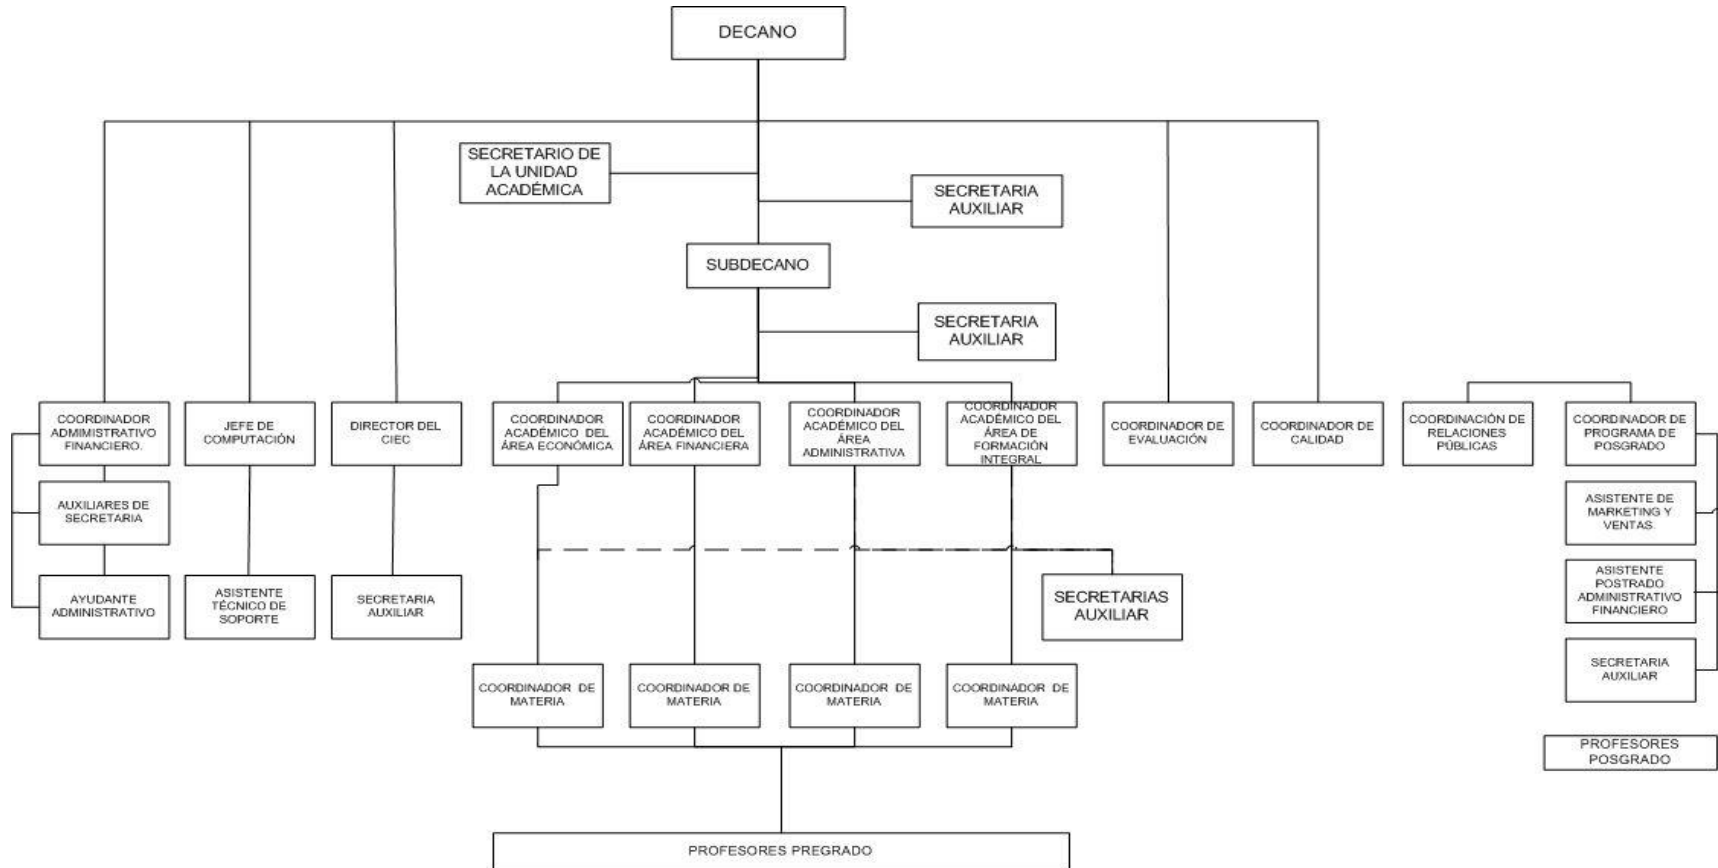 DECANO
SECRETARIO DE
LA UNIDAD
ACADÉMICA
SECRETARIA
AUXILIAR
SUBDECANO
SECRETARIA
AUXILIAR
COORDINADOR
ADMIMISTRATIVO
FINANCIERO.
JEFE DE
COMPUTACIÓN
DIRECTOR DEL
CIEC
COORDINADOR
ACADÉMICO DEL
ÁREA ECONÓMICA
COORDINADOR
ACADÉMICO DEL
ÁREA FINANCIERA
COORDINADOR
ACADÉMICO DEL
ÁREA
ADMINISTRATIVA
COORDINADOR
ACADÉMICO DEL
ÁREA DE
FORMACIÓN
INTEGRAL
COORDINADOR DE
EVALUACIÓN
COORDINADOR DE
CALIDAD
COORDINACIÓN DE
RELACIONES
PÚBLICAS
COORDINADOR DE
PROGRAMA DE
POSGRADO
AUXILIARES DE
SECRETARIA
ASISTENTE DE
MARKETING Y
VENTAS.
AYUDANTE
ADMINISTRATIVO
ASISTENTE
TÉCNICO DE
SOPORTE
SECRETARIA
AUXILIAR
SECRETARIAS
AUXILIAR
ASISTENTE
POSTRADO
ADMINISTRATIVO
FINANCIERO
COORDINADOR DE
MATERIA
COORDINADOR DE
MATERIA
COORDINADOR DE
MATERIA
COORDINADOR DE
MATERIA
SECRETARIA
AUXILIAR
PROFESORES
POSGRADO
PROFESORES PREGRADO